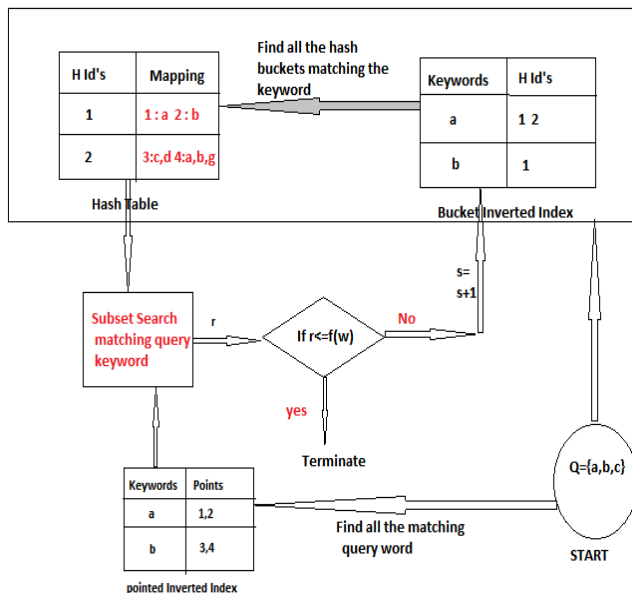 Find all the hash
buckets matching the
keyword
H Id's Mapping
1 1 : a 2 : b
2 3:c,d 4:a,b,g
Hash Table
Keywords H Id's
a 1 2
b 1
Bucket Inverted Index
s=
s+1
Subset Search
matching query
keyword
r
If r<=f(w)
No
yes
Terminate
Q={a,b,c}
START
Keywords Points
a 1,2
b 3,4
pointed Inverted Index
Find all the matching
query word